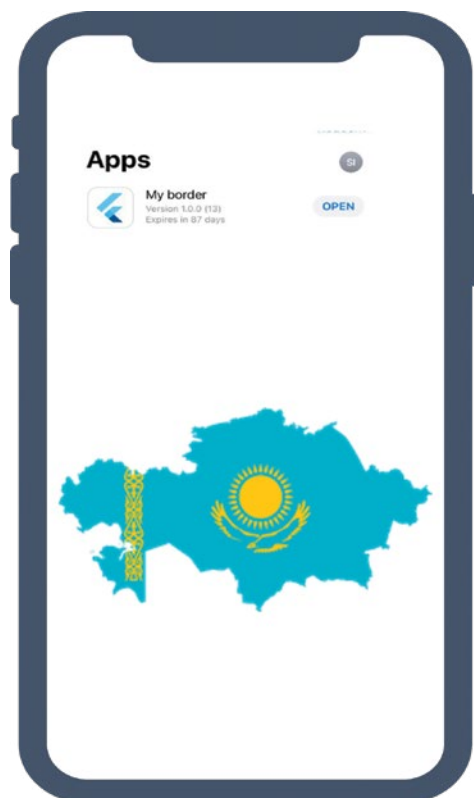 Apps
SI
My border
Version 1.0.0 (13)
Expires in 87 days
OPEN